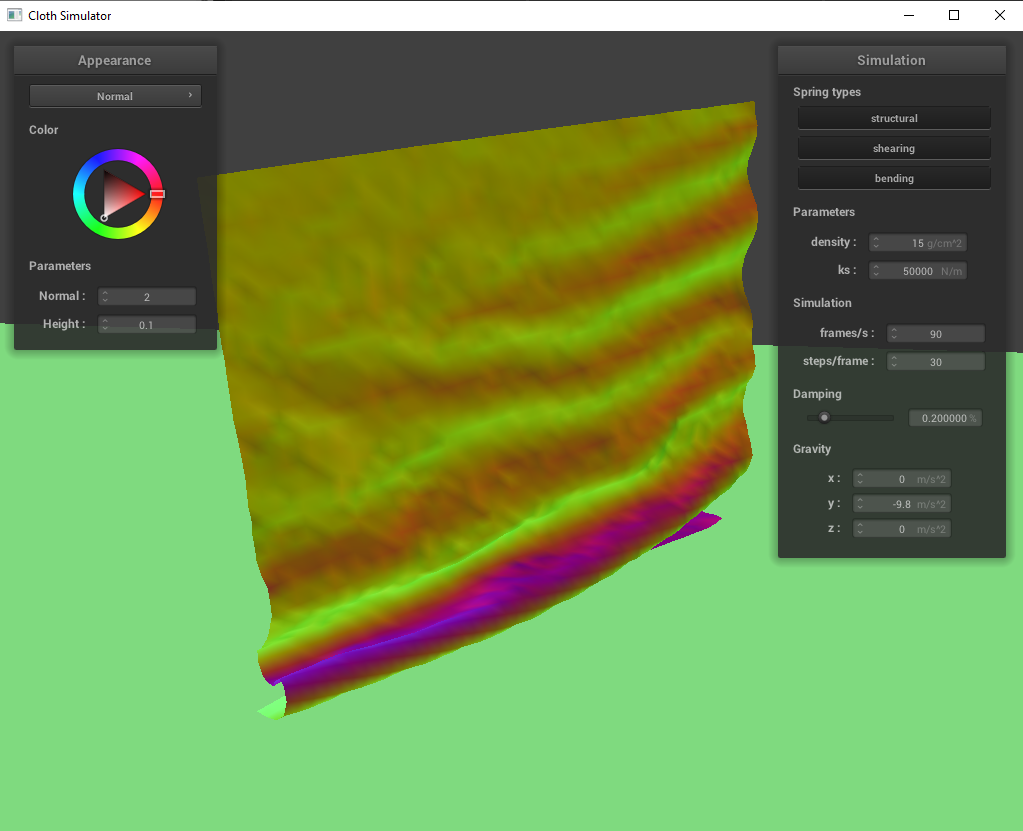 Cloth Simulator
Appearance
Normal
Color
Parameters
Normal : 2
Height : 0.1
Simulation
Spring types
structural
shearing
bending
Parameters
density : 15 g/cm^2
ks : 50000 N/m
Simulation
frames/s : 90
steps/frame : 30
Damping
0.200000 %
Gravity
x : 0 m/s^2
y : -9.8 m/s^2
z : 0 m/s^2